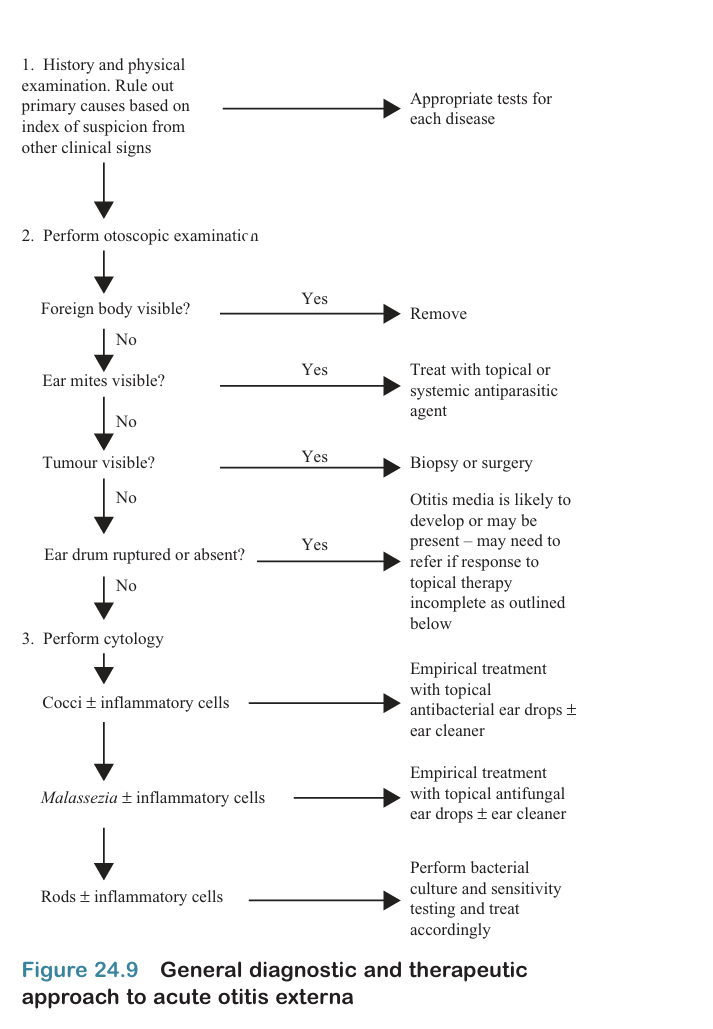 1. History and physical
examination. Rule out
primary causes based on
index of suspicion from
other clinical signs
Appropriate tests for
each disease
2. Perform otoscopic examination
Foreign body visible?
Yes
Remove
No
Ear mites visible?
Yes
Treat with topical or
systemic antiparasitic
agent
No
Tumour visible?
Yes
Biopsy or surgery
No
Ear drum ruptured or absent?
Yes
Otitis media is likely to
develop or may be
present – may need to
refer if response to
topical therapy
incomplete as outlined
below
No
3. Perform cytology
Cocci ± inflammatory cells
Empirical treatment
with topical
antibacterial ear drops ±
ear cleaner
Malassezia ± inflammatory cells
Empirical treatment
with topical antifungal
ear drops ± ear cleaner
Rods ± inflammatory cells
Perform bacterial
culture and sensitivity
testing and treat
accordingly
Figure 24.9 General diagnostic and therapeutic
approach to acute otitis externa